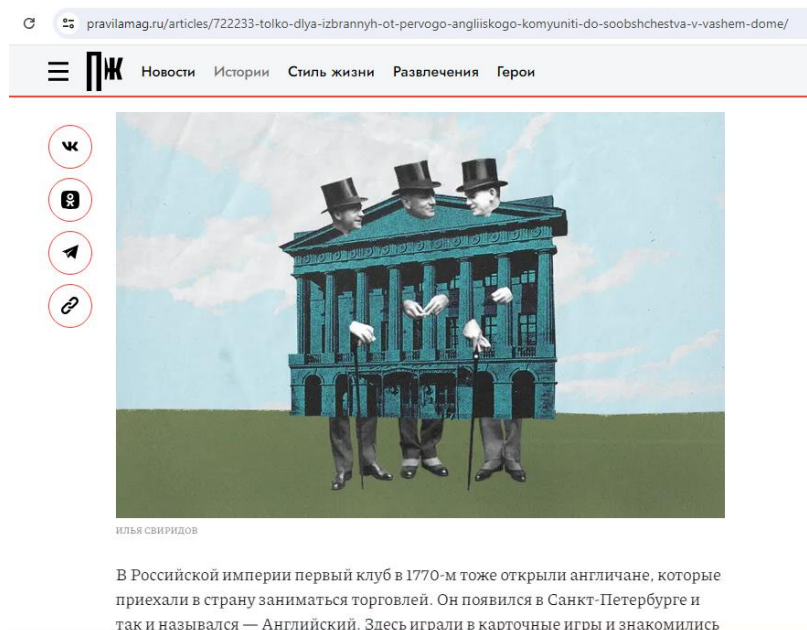 pravilamag.ru/articles/722233-tolko-dlya-izbrannyh-ot-pervogo-angliiskogo-komyuniti-do-soobshchestva-v-vashem-dome/
ПЖ Новости Истории Стиль жизни Развлечения Герои
ИЛЬЯ СВИРИДОВ
В Российской империи первый клуб в 1770-м тоже открыли англичане, которые
приехали в страну заниматься торговлей. Он появился в Санкт-Петербурге и
так и назывался — Английский. Здесь играли в карточные игры и знакомились